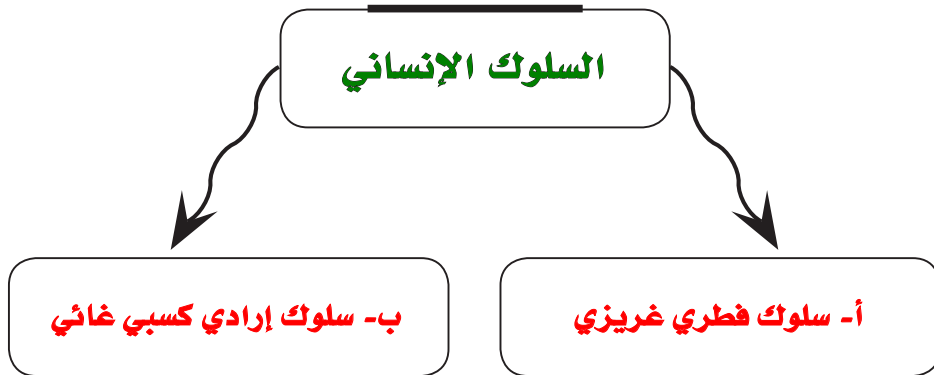 السلوك الإنساني
أ- سلوك فطري غريزي
ب- سلوك إرادي كسبي غائي